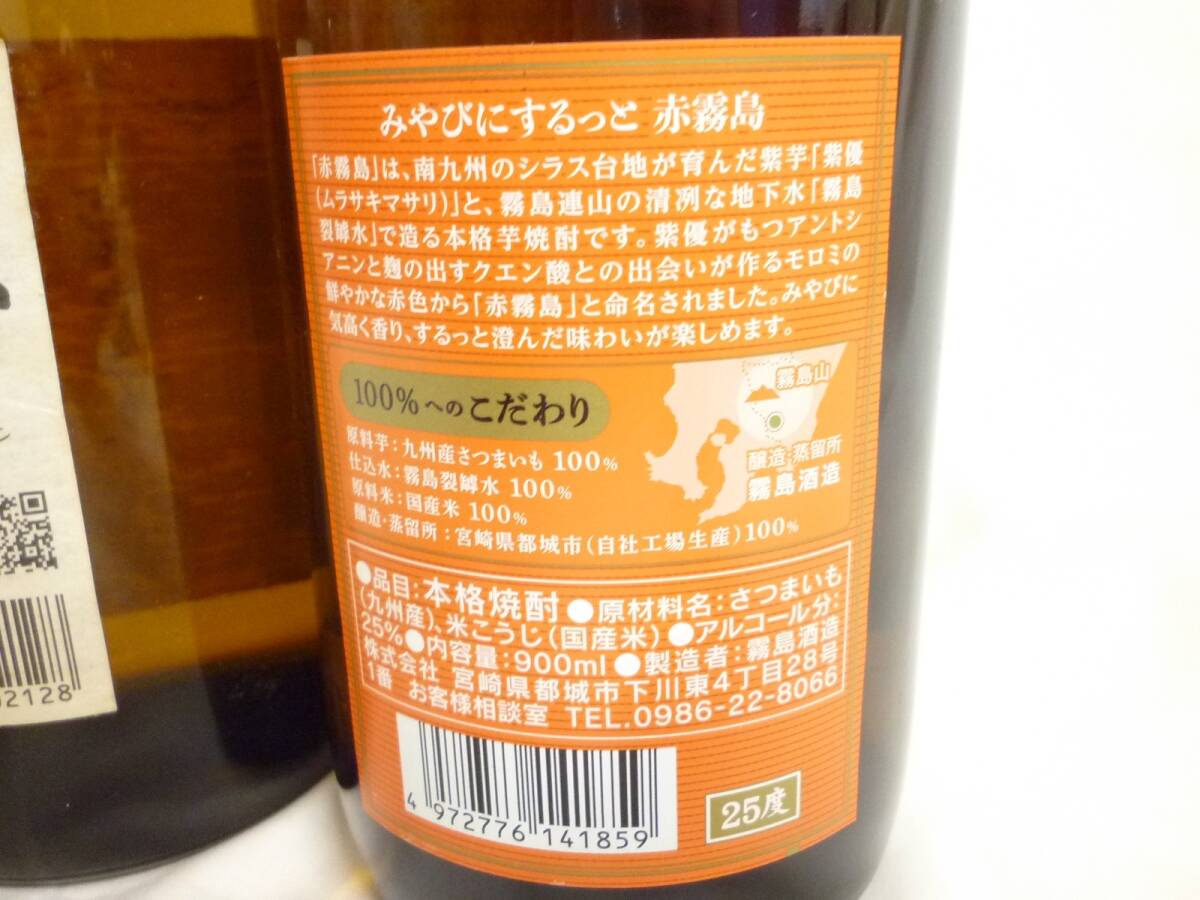 みやびにするっと 赤霧島
「赤霧島」は、南九州のシラス台地が育んだ紫芋「紫優
(ムラサキマサリ)」と、霧島連山の清冽な地下水「霧島
裂罅水」で造る本格芋焼酎です。紫優がもつアントシ
アニンと麹の出すクエン酸との出会いが作るモロミの
鮮やかな赤色から「赤霧島」と命名されました。みやびに
気高く香り、するっと澄んだ味わいが楽しめます。
100%へのこだわり
原料芋：九州産さつまいも 100%
仕込水：霧島裂罅水 100%
原料米：国産米 100%
醸造・蒸留所：宮崎県都城市(自社工場生産)100%
霧島山
醸造・蒸留所
霧島酒造
●品目：本格焼酎 ●原材料名：さつまいも
(九州産)、米こうじ(国産米) ●アルコール分：
25% ●内容量：900ml ●製造者：霧島酒造
株式会社 宮崎県都城市下川東4丁目28号
1番 お客様相談室 TEL.0986-22-8066
4 972776 141859
25度
02128